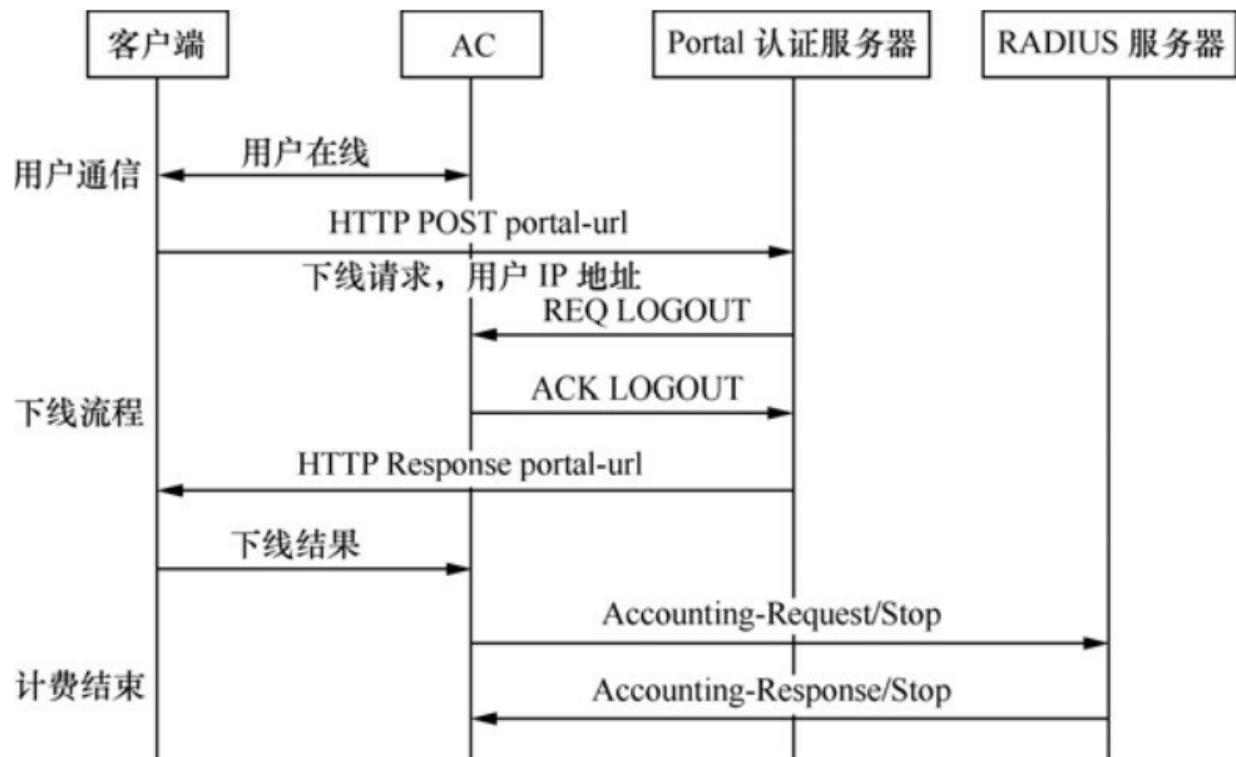 客户端
AC
Portal 认证服务器
RADIUS 服务器
用户通信
用户在线
HTTP POST portal-url
下线请求，用户 IP 地址
REQ LOGOUT
下线流程
ACK LOGOUT
HTTP Response portal-url
下线结果
Accounting-Request/Stop
计费结束
Accounting-Response/Stop